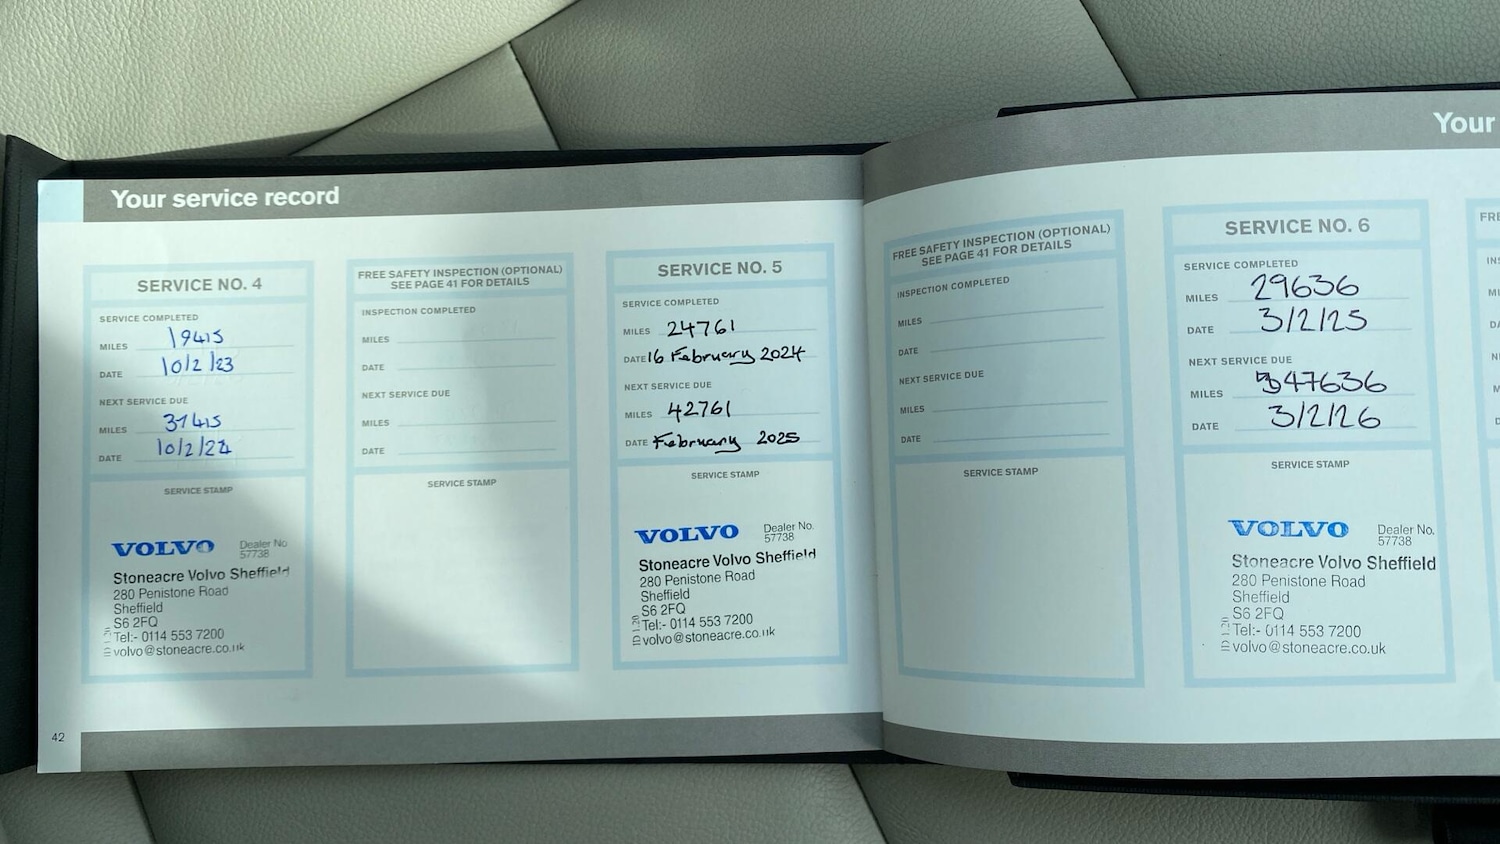 Your service record
SERVICE NO. 4
SERVICE COMPLETED
MILES 19415
DATE 10/2/23
NEXT SERVICE DUE
MILES 37415
DATE 10/2/24
SERVICE STAMP
VOLVO Dealer No
57738
Stoneacre Volvo Sheffield
280 Penistone Road
Sheffield
S6 2FQ
Tel:- 0114 553 7200
volvo@stoneacre.co.uk
FREE SAFETY INSPECTION (OPTIONAL)
SEE PAGE 41 FOR DETAILS
INSPECTION COMPLETED
MILES
DATE
NEXT SERVICE DUE
MILES
DATE
SERVICE STAMP
SERVICE NO. 5
SERVICE COMPLETED
MILES 24761
DATE 16 February 2024
NEXT SERVICE DUE
MILES 42761
DATE February 2025
SERVICE STAMP
VOLVO Dealer No.
57738
Stoneacre Volvo Sheffield
280 Penistone Road
Sheffield
S6 2FQ
Tel:- 0114 553 7200
volvo@stoneacre.co.uk
42
Your
FREE SAFETY INSPECTION (OPTIONAL)
SEE PAGE 41 FOR DETAILS
INSPECTION COMPLETED
MILES
DATE
NEXT SERVICE DUE
MILES
DATE
SERVICE STAMP
SERVICE NO. 6
SERVICE COMPLETED
MILES 29636
DATE 3/2/25
NEXT SERVICE DUE
MILES 47636
DATE 3/2/26
SERVICE STAMP
VOLVO Dealer No.
57738
Stoneacre Volvo Sheffield
280 Penistone Road
Sheffield
S6 2FQ
Tel:- 0114 553 7200
volvo@stoneacre.co.uk